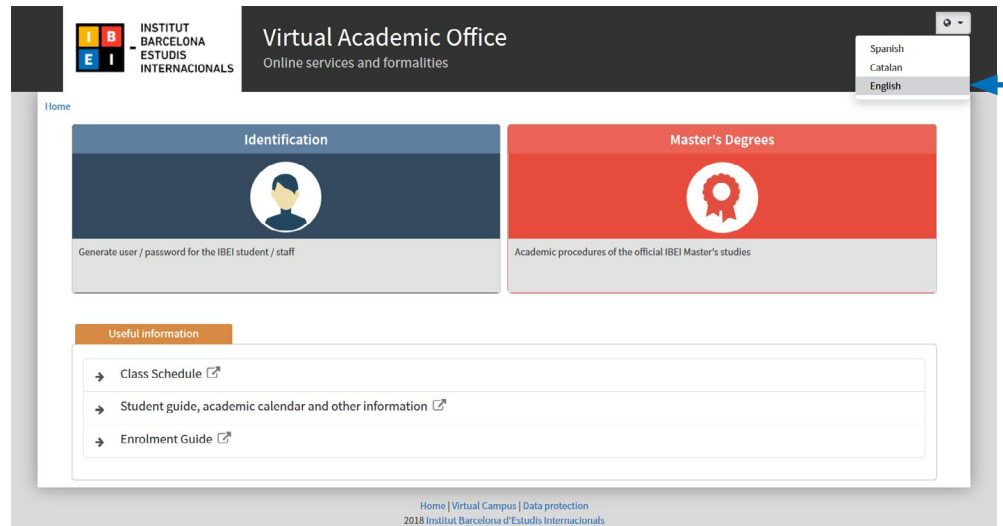 I B
E I
INSTITUT
BARCELONA
ESTUDIS
INTERNACIONALS
Virtual Academic Office
Online services and formalities
Spanish
Catalan
English
Home
Identification
Generate user / password for the IBEI student / staff
Master's Degrees
Academic procedures of the official IBEI Master's studies
Useful information
Class Schedule
Student guide, academic calendar and other information
Enrolment Guide
Home | Virtual Campus | Data protection
2018 Institut Barcelona d'Estudis Internacionals